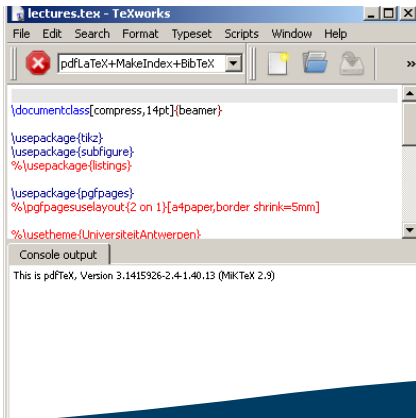 lectures.tex - TeXworks
File Edit Search Format Typeset Scripts Window Help
pdfLaTeX+MakeIndex+BibTeX »
\documentclass[compress,14pt]{beamer}
\usepackage{tikz}
\usepackage{subfigure}
%\usepackage{listings}
\usepackage{pgfpages}
%\pgfpagesuselayout{2 on 1}[a4paper,border shrink=5mm]
%\usetheme{UniversiteitAntwerpen}
Console output
This is pdfTeX, Version 3.1415926-2.4-1.40.13 (MiKTeX 2.9)